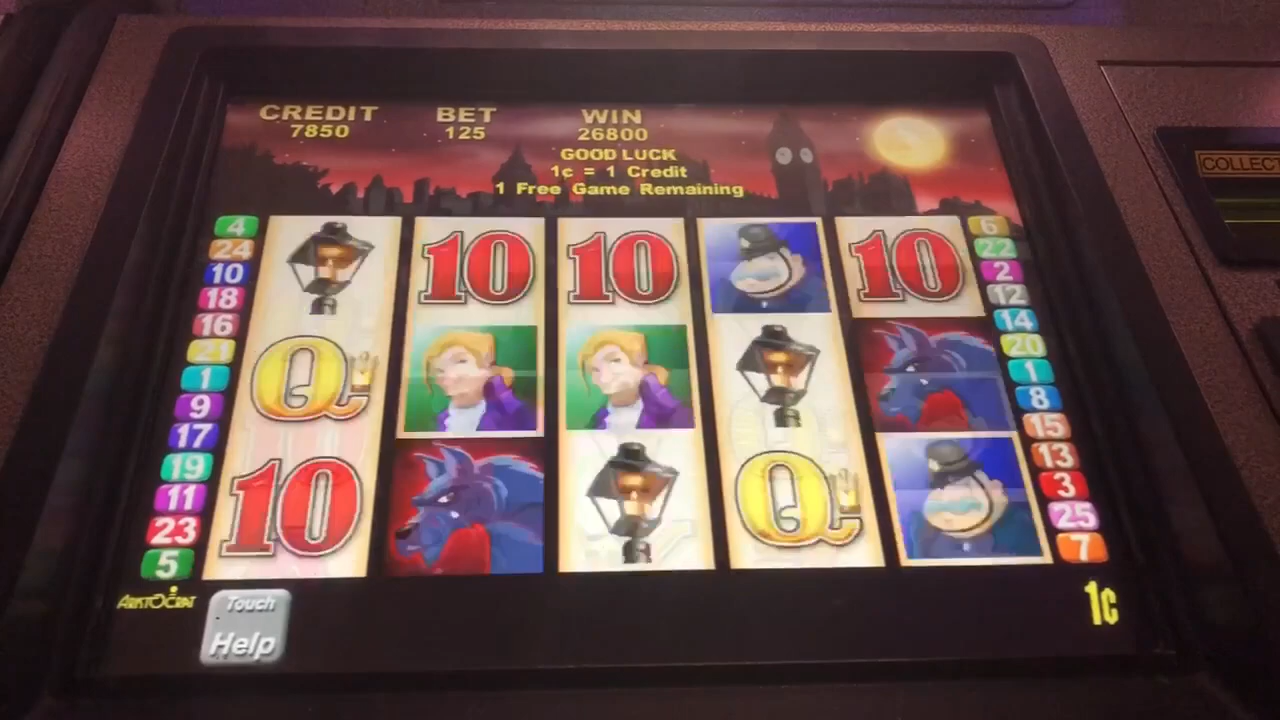 CREDIT BET WIN
7850 125 26800
GOOD LUCK
1¢ = 1 Credit
1 Free Game Remaining
COLLECT
4 10 10 10 6
24 22
10 2
18 12
16 14
21 Q 20
1 1
9 8
17 15
19 10 Q 13
11 3
23 25
5 7
ARISTOCRAT
Touch
Help
1¢